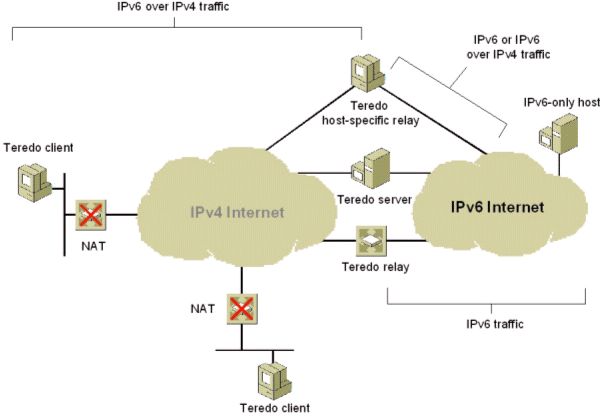 IPv6 over IPv4 traffic
IPv6 or IPv6
over IPv4 traffic
Teredo
host-specific relay
IPv6-only host
Teredo client
Teredo server
IPv4 Internet
IPv6 Internet
NAT
Teredo relay
NAT
IPv6 traffic
Teredo client